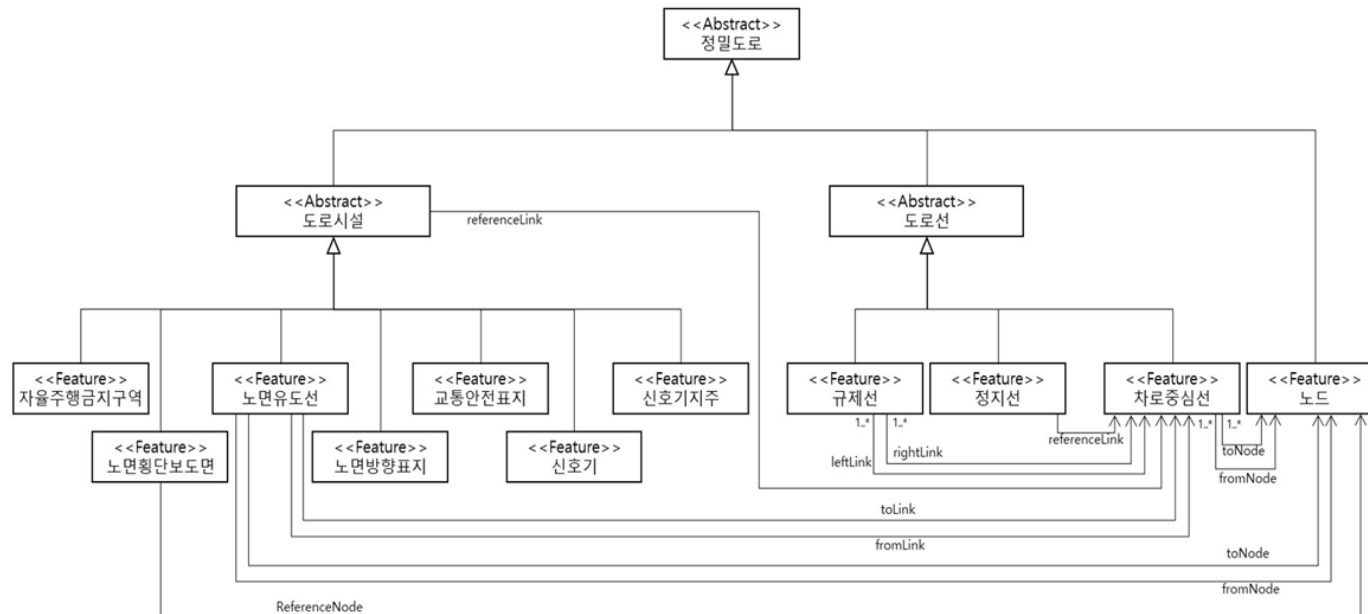 <<Abstract>>
정밀도로
<<Abstract>>
도로시설
referenceLink
<<Abstract>>
도로선
<<Feature>>
자율주행금지구역
<<Feature>>
노면유도선
<<Feature>>
교통안전표지
<<Feature>>
신호기지주
<<Feature>>
규제선
<<Feature>>
정지선
<<Feature>>
차로중심선
<<Feature>>
노드
<<Feature>>
노면횡단보도면
<<Feature>>
노면방향표지
<<Feature>>
신호기
1..*
1..*
referenceLink
1..*
1..*
leftLink
rightLink
toNode
fromNode
toLink
fromLink
toNode
fromNode
ReferenceNode